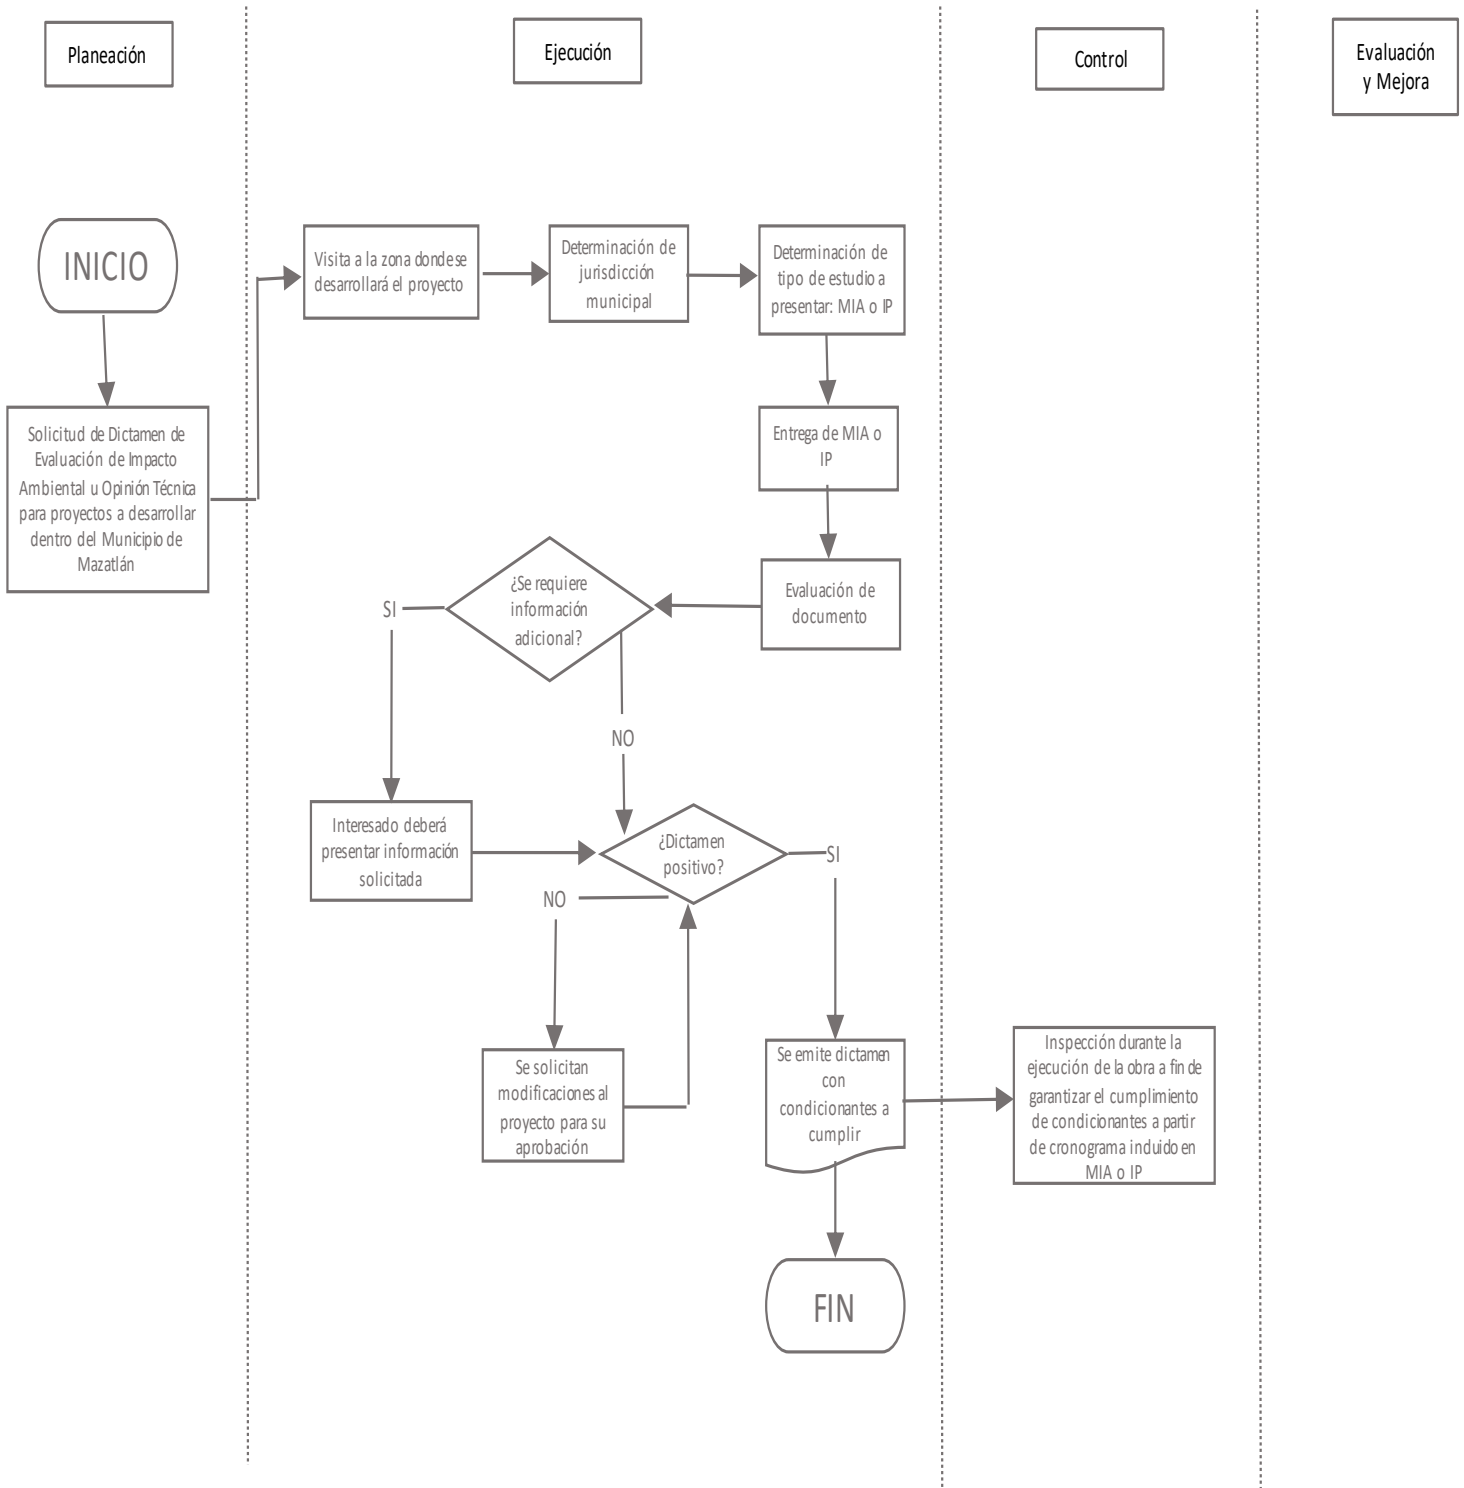 Planeación
Ejecución
Control
Evaluación
y Mejora
INICIO
Solicitud de Dictamen de
Evaluación de Impacto
Ambiental u Opinión Técnica
para proyectos a desarrollar
dentro del Municipio de
Mazatlán
Visita a la zona donde se
desarrollará el proyecto
Determinación de
jurisdicción
municipal
Determinación de
tipo de estudio a
presentar: MIA o IP
Entrega de MIA o
IP
Evaluación de
documento
¿Se requiere
información
adicional?
SI
NO
Interesado deberá
presentar información
solicitada
¿Dictamen
positivo?
SI
NO
Se solicitan
modificaciones al
proyecto para su
aprobación
Se emite dictamen
con
condicionantes a
cumplir
Inspección durante la
ejecución de la obra a fin de
garantizar el cumplimiento
de condicionantes a partir
de cronograma incluido en
MIA o IP
FIN